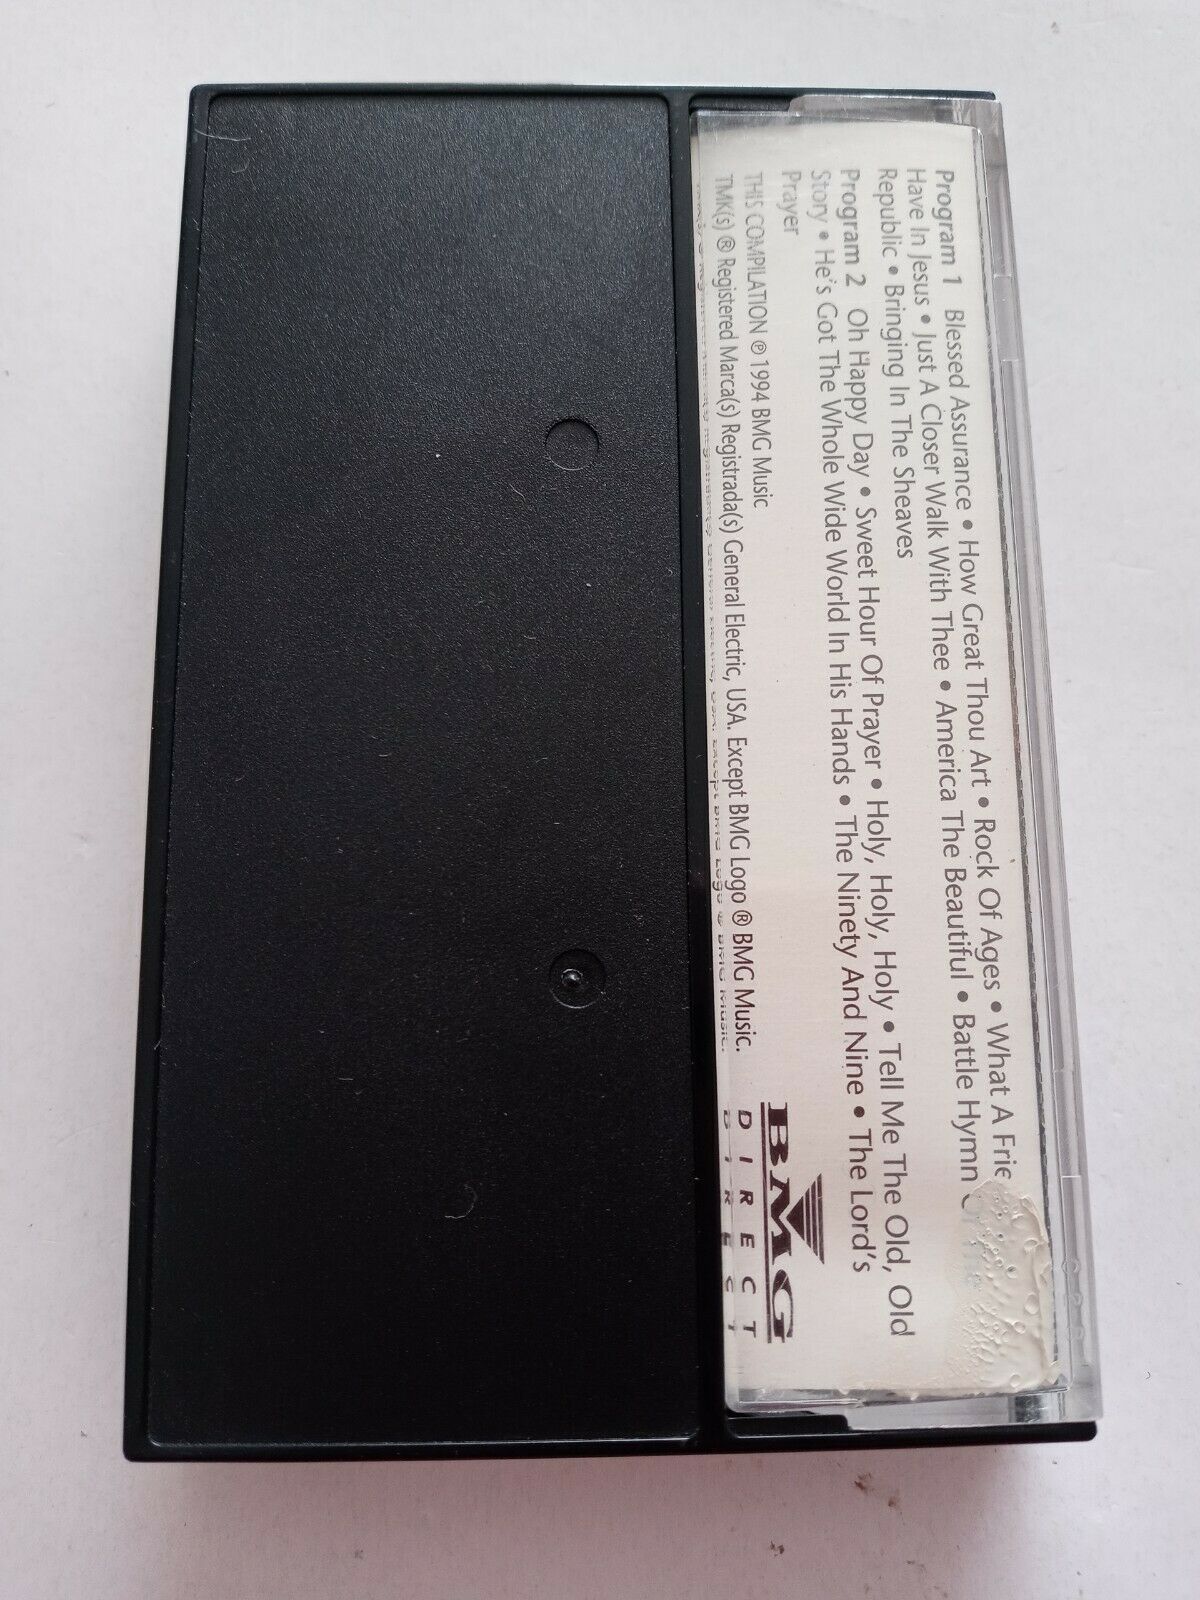 Program 1 Blessed Assurance • How Great Thou Art • Rock Of Ages • What A Frie
Have In Jesus • Just A Closer Walk With Thee • America The Beautiful • Battle Hymn
Republic • Bringing In The Sheaves
Program 2 Oh Happy Day • Sweet Hour Of Prayer • Holy, Holy, Holy • Tell Me The Old, Old
Story • He's Got The Whole Wide World In His Hands • The Ninety And Nine • The Lord's
Prayer
THIS COMPILATION ℗ 1994 BMG Music
TMK(s) ® Registered Marca(s) Registrada(s) General Electric, USA. Except BMG Logo ® BMG Music.
BMG
DIRECT